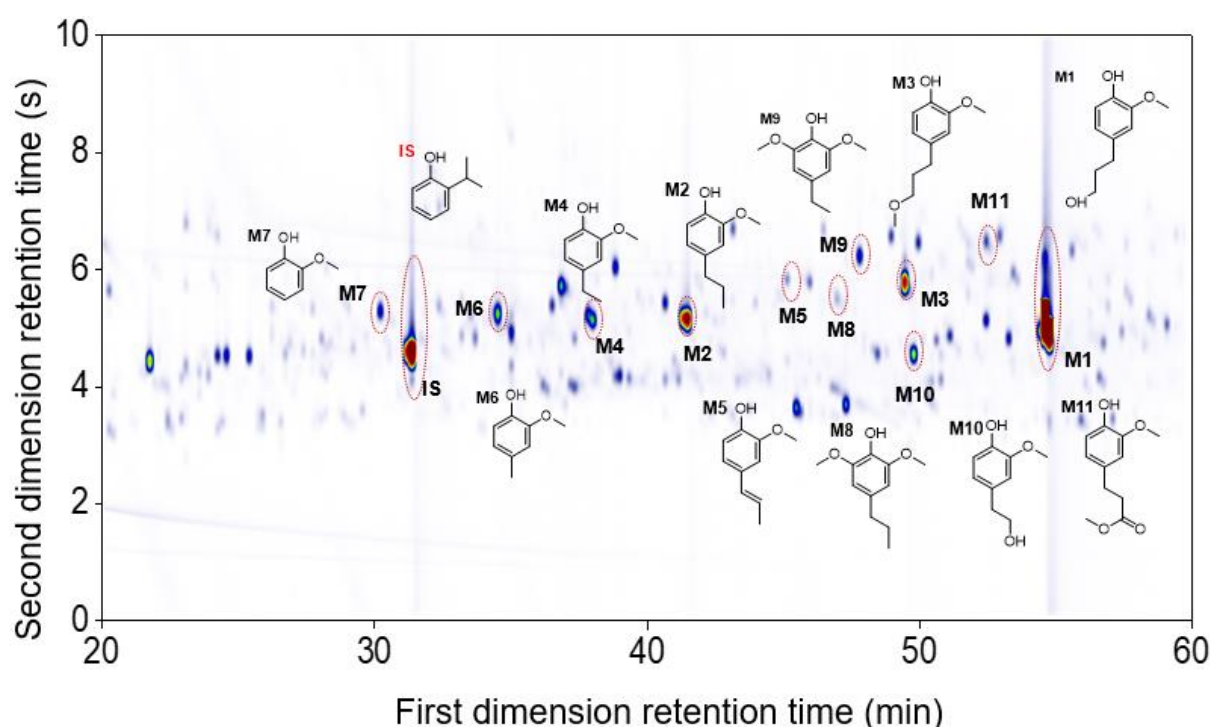 10
8
6
4
2
0
20
30
40
50
60
Second dimension retention time (s)
First dimension retention time (min)
M7
OH
O
M7
IS
OH
IS
M6
M6
OH
O
M4
OH
O
M4
M2
OH
O
M2
M9
OH
O
O
M9
M3
OH
O
O
M3
M11
M1
OH
O
OH
M1
M5
M8
M10
M5
OH
O
M8
OH
O
O
M10
OH
O
OH
M11
OH
O
O
O